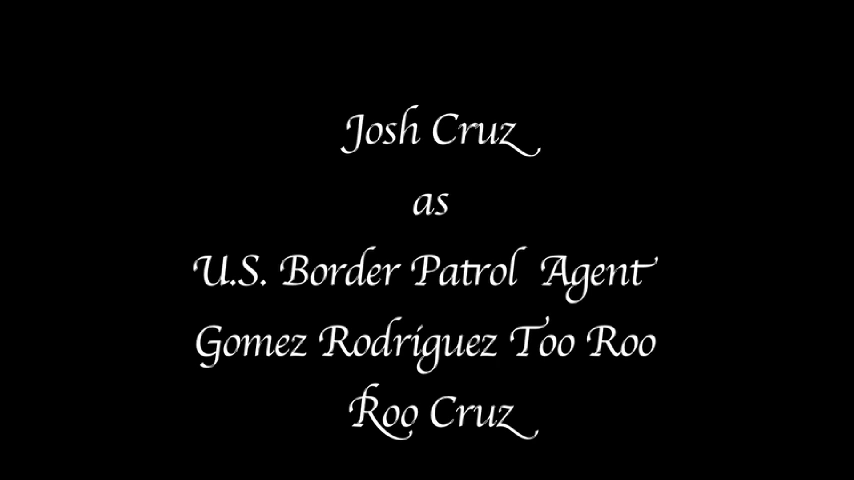 Josh Cruz
as
U.S. Border Patrol Agent
Gomez Rodriguez Too Roo
Roo Cruz